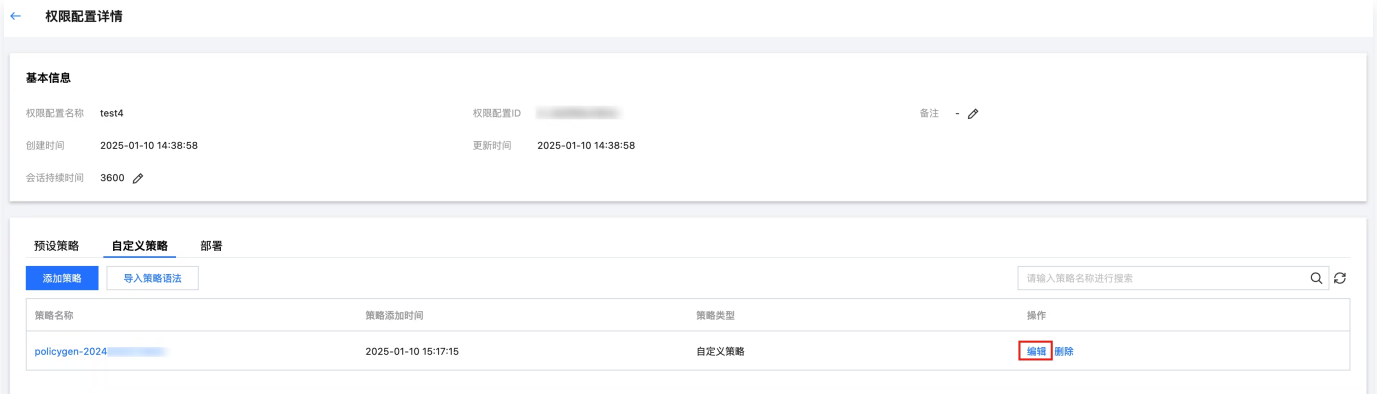 权限配置详情
基本信息
权限配置名称 test4 权限配置ID 备注 -
创建时间 2025-01-10 14:38:58 更新时间 2025-01-10 14:38:58
会话持续时间 3600
预设策略 自定义策略 部署
添加策略 导入策略语法 请输入策略名称进行搜索
策略名称 策略添加时间 策略类型 操作
policygen-2024 2025-01-10 15:17:15 自定义策略 编辑 删除